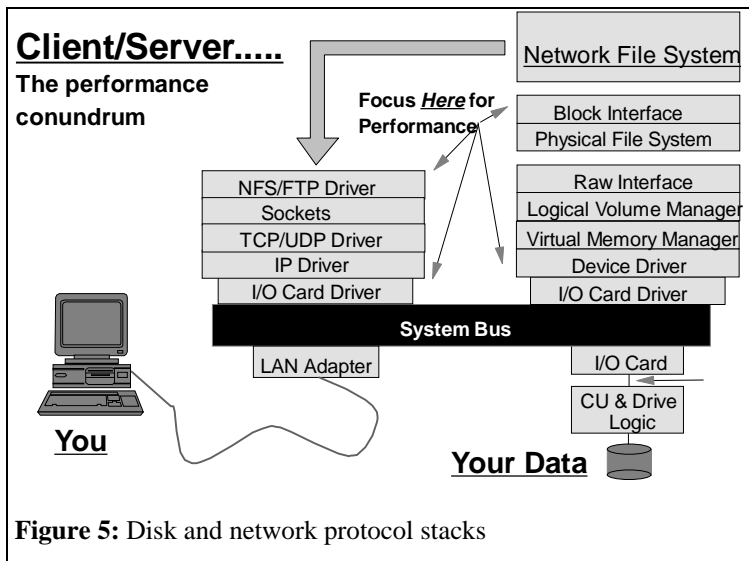 Client/Server.....
The performance
conundrum
Network File System
Focus Here for
Performance
Block Interface
Physical File System
NFS/FTP Driver
Sockets
TCP/UDP Driver
IP Driver
I/O Card Driver
Raw Interface
Logical Volume Manager
Virtual Memory Manager
Device Driver
I/O Card Driver
System Bus
LAN Adapter
I/O Card
CU & Drive
Logic
You
Your Data
Figure 5: Disk and network protocol stacks